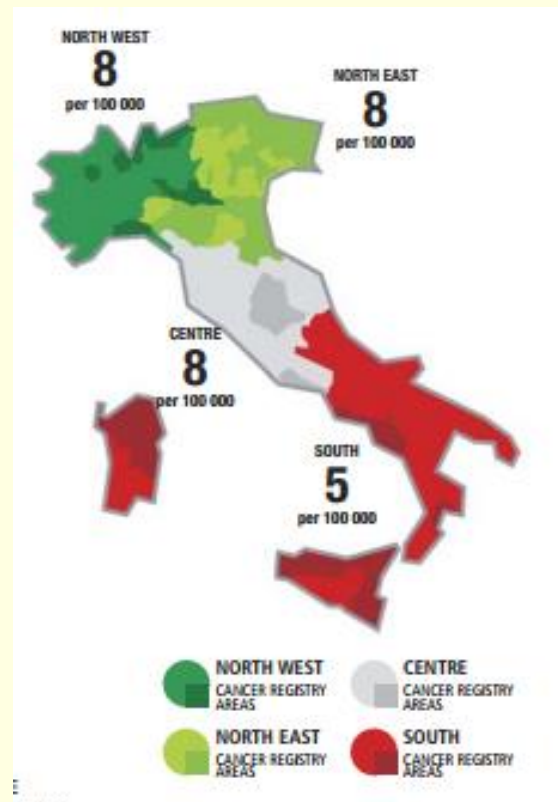 NORTH WEST
8
per 100 000
NORTH EAST
8
per 100 000
CENTRE
8
per 100 000
SOUTH
5
per 100 000
NORTH WEST
CANCER REGISTRY
AREAS
CENTRE
CANCER REGISTRY
AREAS
NORTH EAST
CANCER REGISTRY
AREAS
SOUTH
CANCER REGISTRY
AREAS